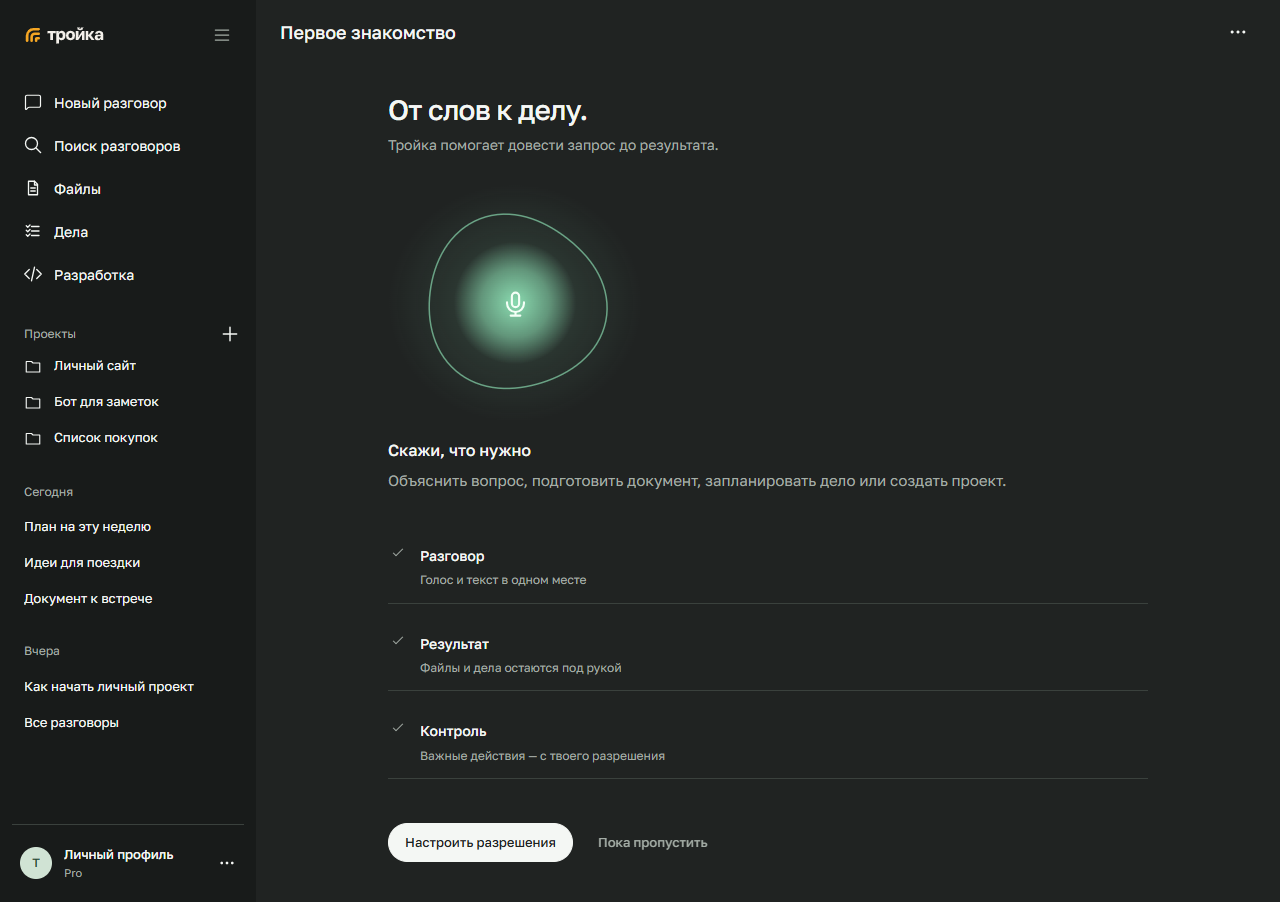 тройка
Новый разговор
Поиск разговоров
Файлы
Дела
Разработка
Проекты
Личный сайт
Бот для заметок
Список покупок
Сегодня
План на эту неделю
Идеи для поездки
Документ к встрече
Вчера
Как начать личный проект
Все разговоры
Т
Личный профиль
Pro
Первое знакомство
От слов к делу.
Тройка помогает довести запрос до результата.
Скажи, что нужно
Объяснить вопрос, подготовить документ, запланировать дело или создать проект.
Разговор
Голос и текст в одном месте
Результат
Файлы и дела остаются под рукой
Контроль
Важные действия — с твоего разрешения
Настроить разрешения
Пока пропустить